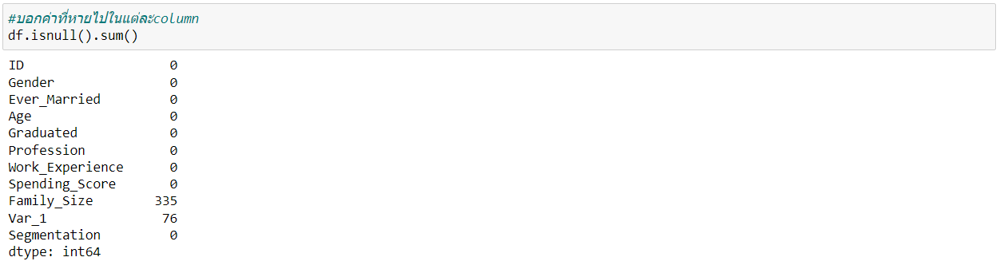 #บอกค่าที่หายไปในแต่ละcolumn
df.isnull().sum()
ID 0
Gender 0
Ever_Married 0
Age 0
Graduated 0
Profession 0
Work_Experience 0
Spending_Score 0
Family_Size 335
Var_1 76
Segmentation 0
dtype: int64